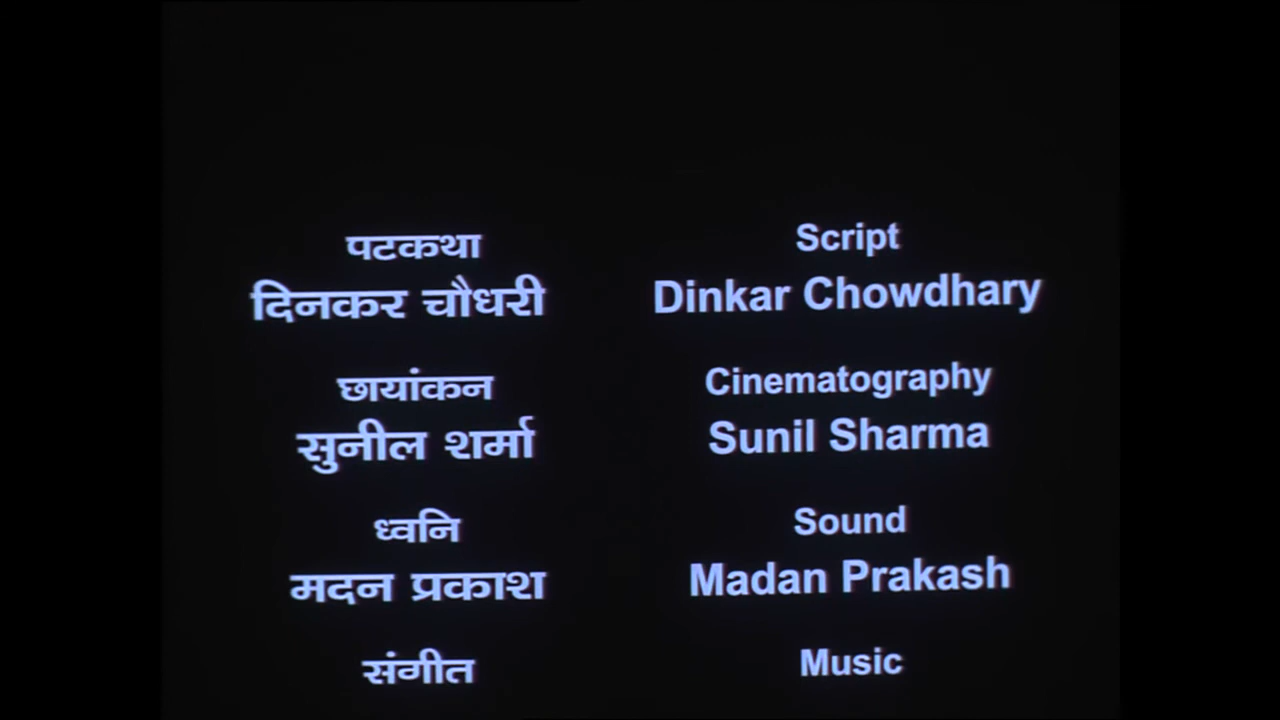 पटकथा
दिनकर चौधरी
छायांकन
सुनील शर्मा
ध्वनि
मदन प्रकाश
संगीत
Script
Dinkar Chowdhary
Cinematography
Sunil Sharma
Sound
Madan Prakash
Music